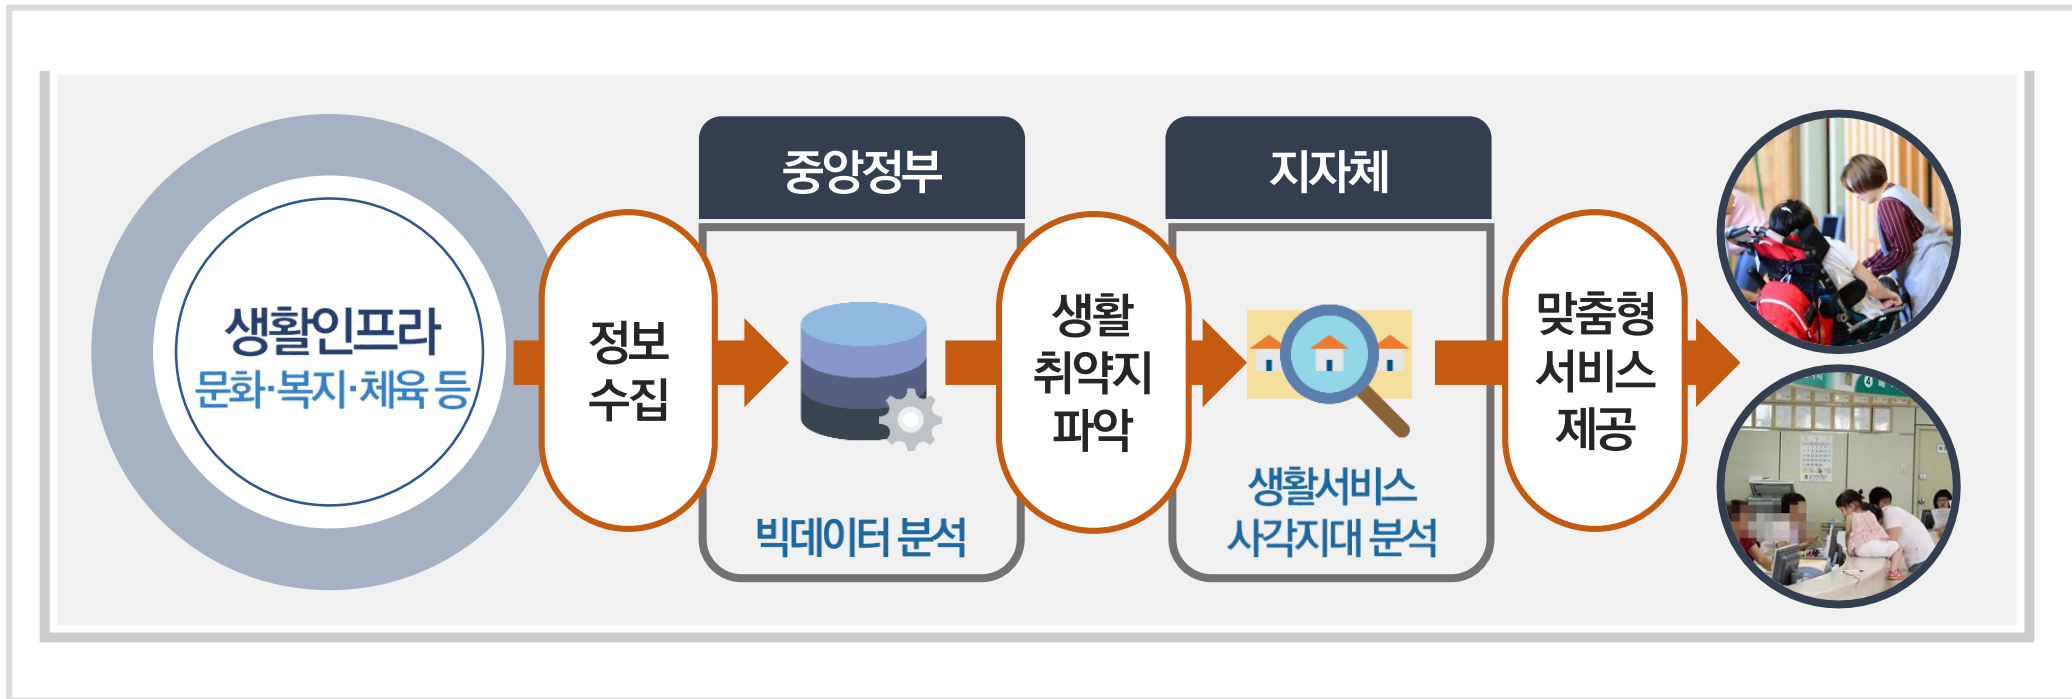 생활인프라
문화·복지·체육 등
정보
수집
중앙정부
빅데이터 분석
생활
취약지
파악
지자체
생활서비스
사각지대 분석
맞춤형
서비스
제공